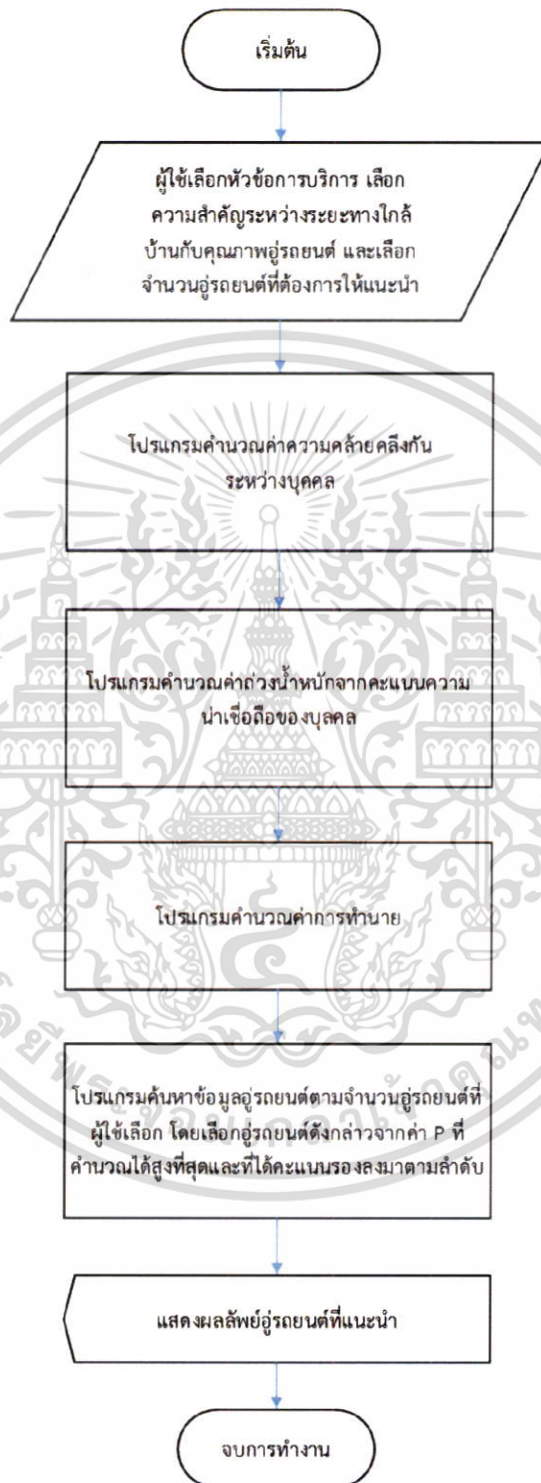 เริ่มต้น
ผู้ใช้เลือกหัวข้อการบริการ เลือก
ความสำคัญระหว่างระยะทางใกล้
บ้านกับคุณภาพอู่รถยนต์ และเลือก
จำนวนอู่รถยนต์ที่ต้องการให้แนะนำ
โปรแกรมคำนวณค่าความคล้ายคลึงกัน
ระหว่างบุคคล
โปรแกรมคำนวณค่าถ่วงน้ำหนักจากคะแนนความ
น่าเชื่อถือของบุลคล
โปรแกรมคำนวณค่าการทำนาย
โปรแกรมค้นหาข้อมูลอู่รถยนต์ตามจำนวนอู่รถยนต์ที่
ผู้ใช้เลือก โดยเลือกอู่รถยนต์ดังกล่าวจากค่า P ที่
คำนวณได้สูงที่สุดและที่ได้คะแนนรองลงมาตามลำดับ
แสดงผลลัพย์อู่รถยนต์ที่แนะนำ
จบการทำงาน